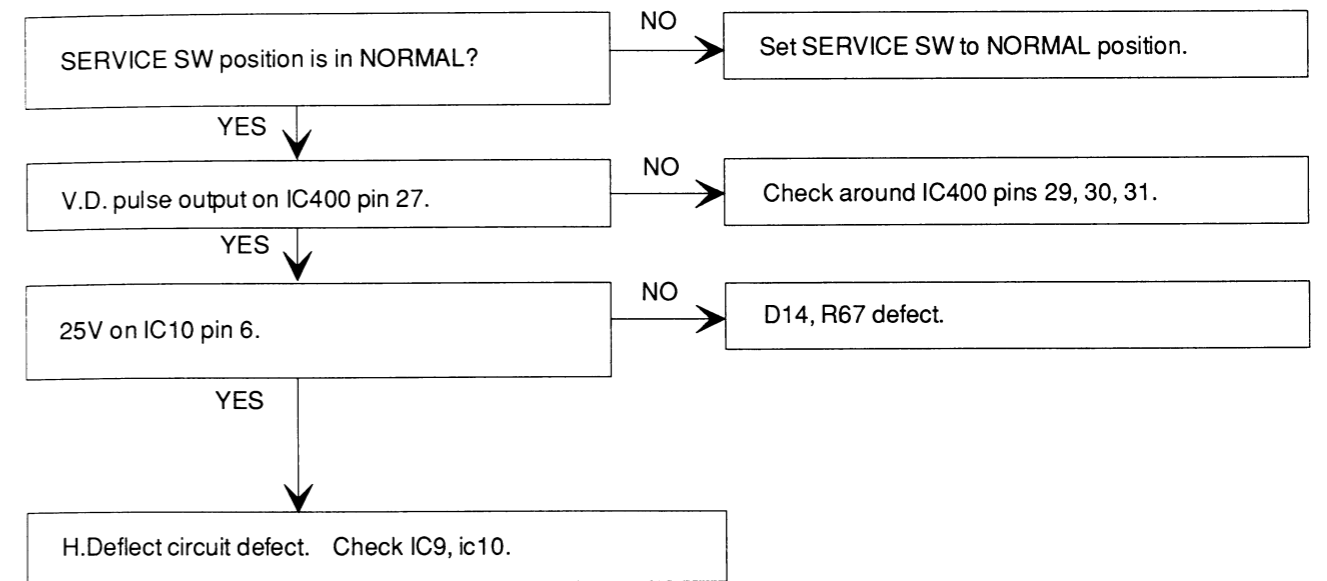 SERVICE SW position is in NORMAL?
NO
Set SERVICE SW to NORMAL position.
YES
V.D. pulse output on IC400 pin 27.
NO
Check around IC400 pins 29, 30, 31.
YES
25V on IC10 pin 6.
NO
D14, R67 defect.
YES
H.Deflect circuit defect. Check IC9, ic10.